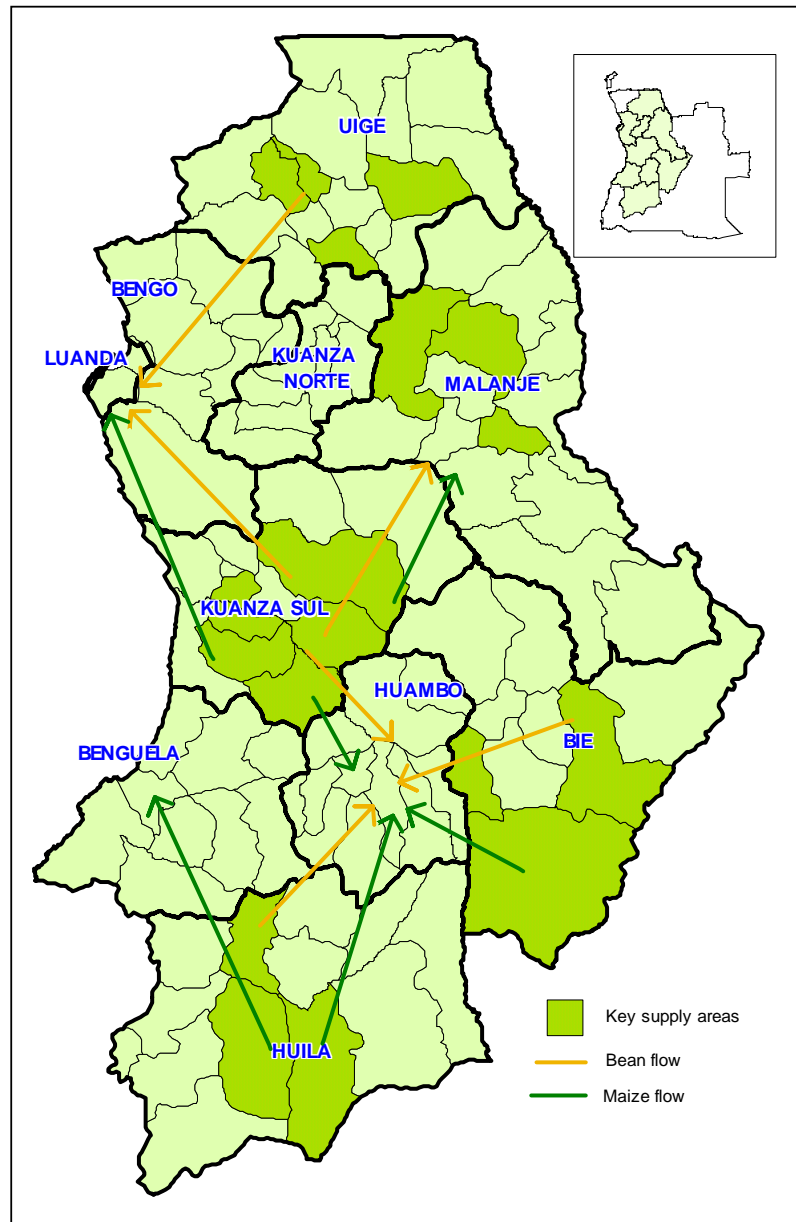 UIGE
BENGO
LUANDA
KUANZA
NORTE
MALANJE
KUANZA SUL
HUAMBO
BENGUELA
BIE
HUILA
Key supply areas
Bean flow
Maize flow